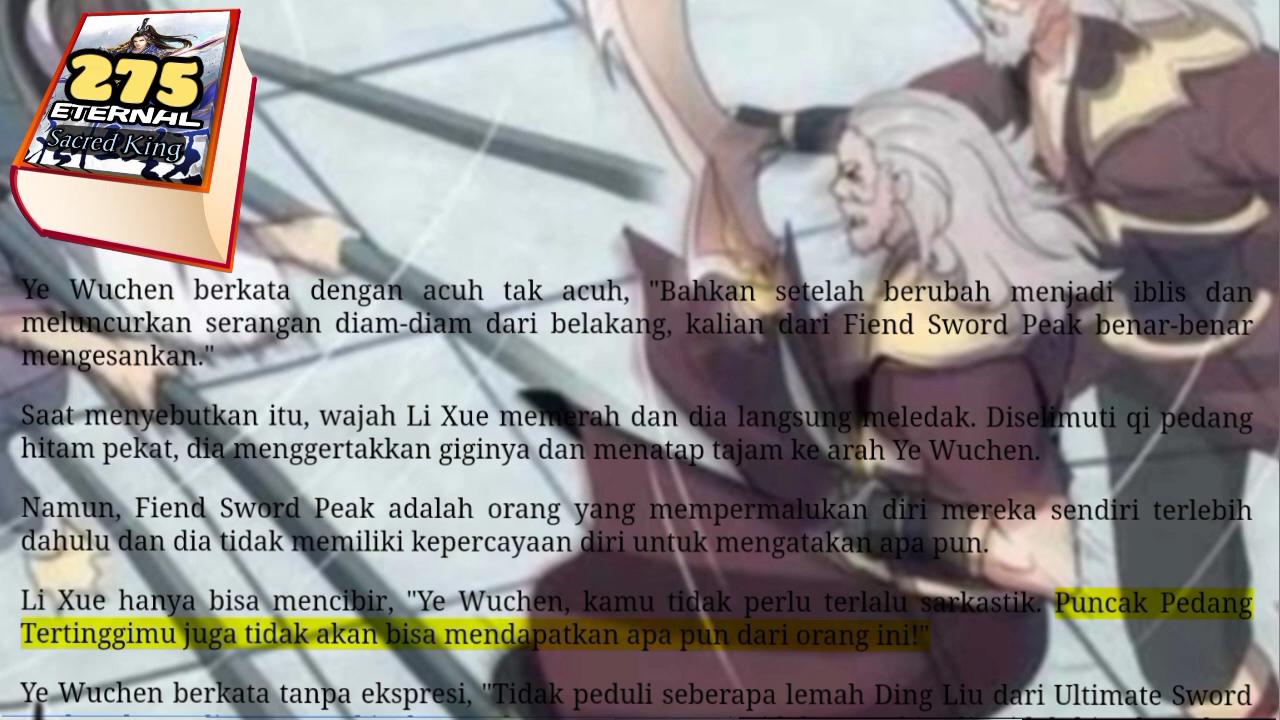 275
ETERNAL
Sacred King
Ye Wuchen berkata dengan acuh tak acuh, "Bahkan setelah berubah menjadi iblis dan
meluncurkan serangan diam-diam dari belakang, kalian dari Fiend Sword Peak benar-benar
mengesankan."
Saat menyebutkan itu, wajah Li Xue memerah dan dia langsung meledak. Diselimuti qi pedang
hitam pekat, dia menggertakkan giginya dan menatap tajam ke arah Ye Wuchen.
Namun, Fiend Sword Peak adalah orang yang mempermalukan diri mereka sendiri terlebih
dahulu dan dia tidak memiliki kepercayaan diri untuk mengatakan apa pun.
Li Xue hanya bisa mencibir, "Ye Wuchen, kamu tidak perlu terlalu sarkastik. Puncak Pedang
Tertinggimu juga tidak akan bisa mendapatkan apa pun dari orang ini!"
Ye Wuchen berkata tanpa ekspresi, "Tidak peduli seberapa lemah Ding Liu dari Ultimate Sword